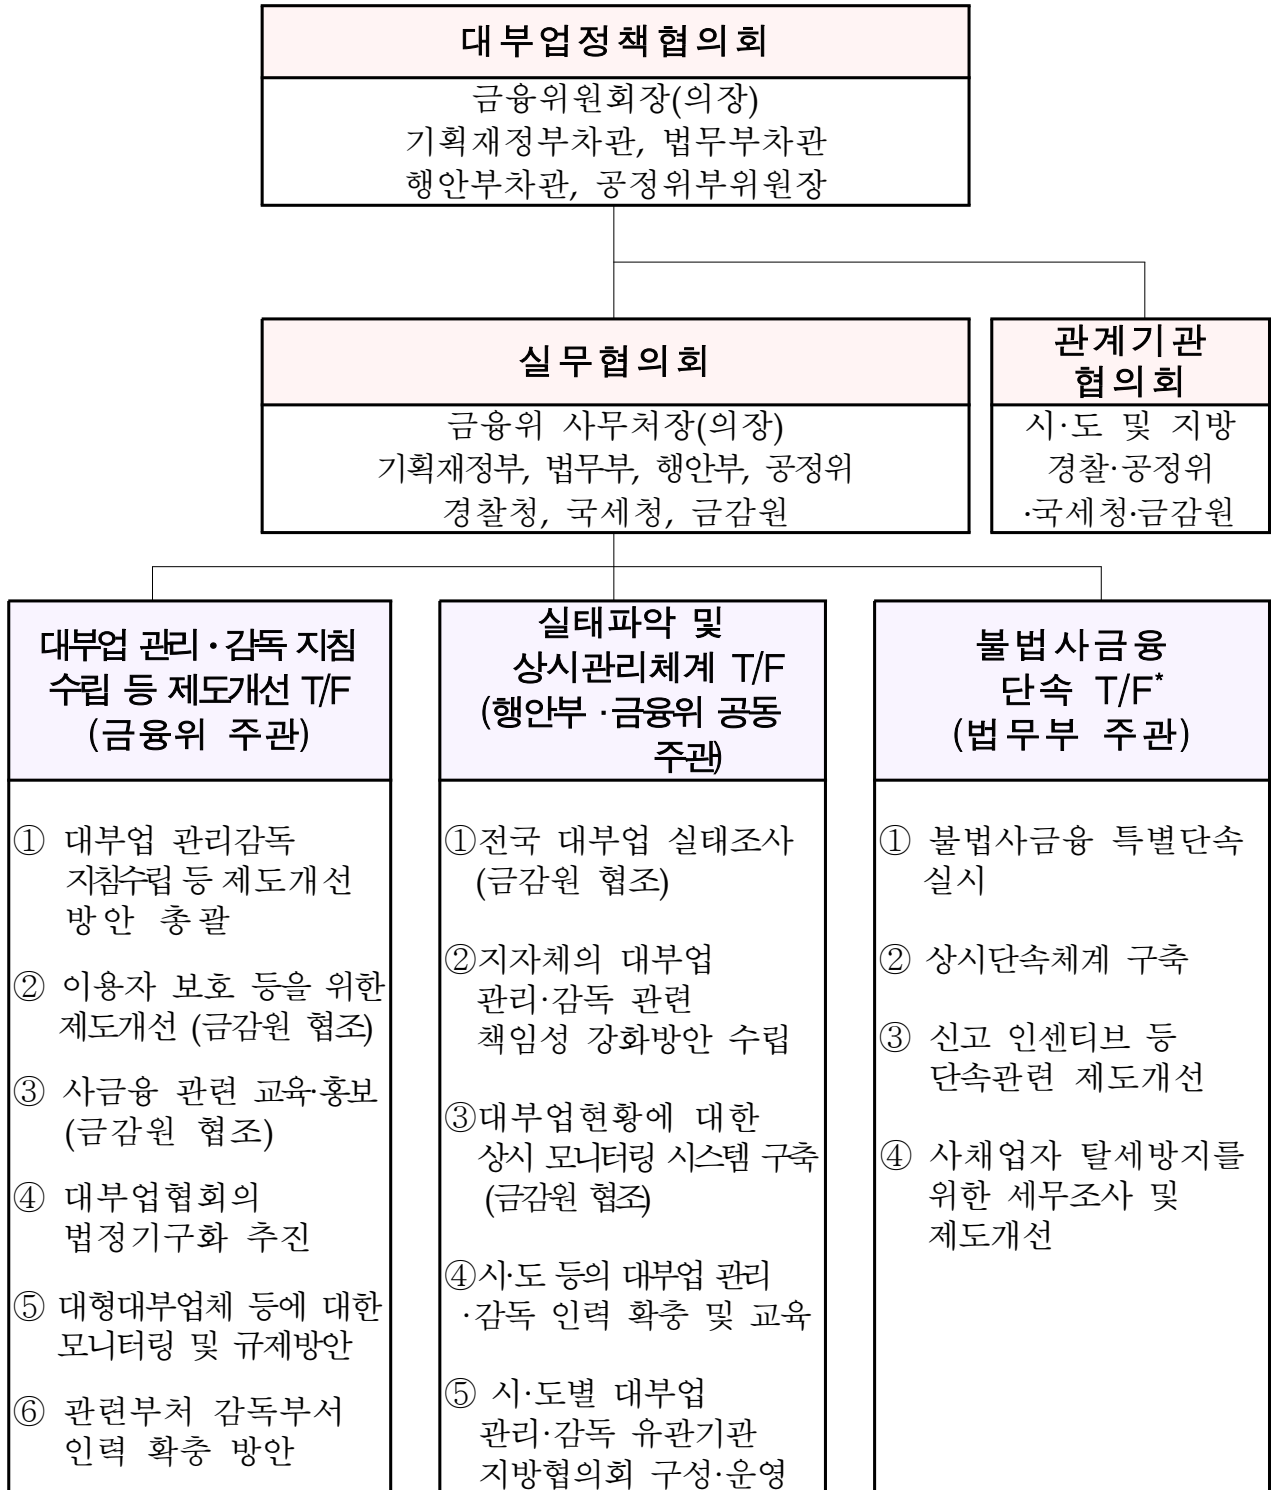 대부업정책협의회
금융위원회장(의장)
기획재정부차관, 법무부차관
행안부차관, 공정위부위원장
실무협의회
금융위 사무처장(의장)
기획재정부, 법무부, 행안부, 공정위
경찰청, 국세청, 금감원
관계기관
협의회
시·도 및 지방
경찰·공정위
·국세청·금감원
대부업 관리·감독 지침
수립 등 제도개선 T/F
(금융위 주관)
① 대부업 관리감독
지침수립 등 제도개선
방안 총괄
② 이용자 보호 등을 위한
제도개선 (금감원 협조)
③ 사금융 관련 교육·홍보
(금감원 협조)
④ 대부업협회의
법정기구화 추진
⑤ 대형대부업체 등에 대한
모니터링 및 규제방안
⑥ 관련부처 감독부서
인력 확충 방안
실태파악 및
상시관리체계 T/F
(행안부 ·금융위 공동
주관)
①전국 대부업 실태조사
(금감원 협조)
②지자체의 대부업
관리·감독 관련
책임성 강화방안 수립
③대부업현황에 대한
상시 모니터링 시스템 구축
(금감원 협조)
④시·도 등의 대부업 관리
·감독 인력 확충 및 교육
⑤ 시·도별 대부업
관리·감독 유관기관
지방협의회 구성·운영
불법사금융
단속 T/F*
(법무부 주관)
① 불법사금융 특별단속
실시
② 상시단속체계 구축
③ 신고 인센티브 등
단속관련 제도개선
④ 사채업자 탈세방지를
위한 세무조사 및
제도개선